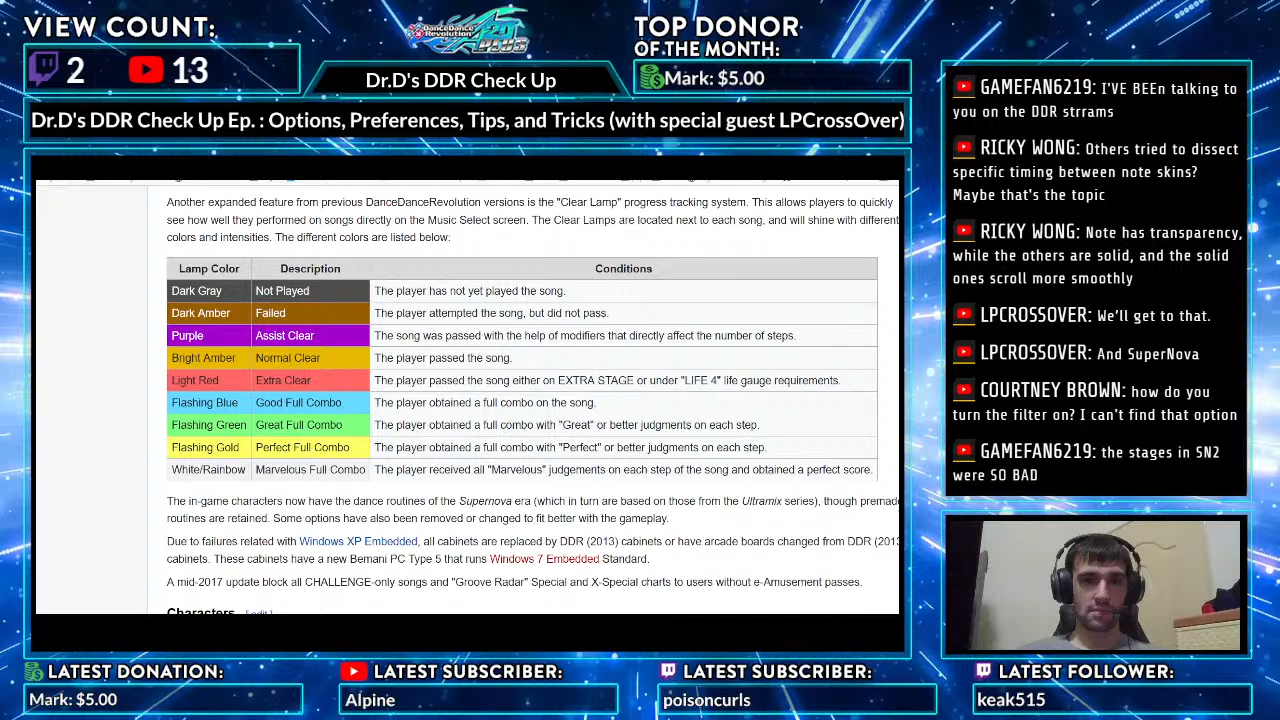 VIEW COUNT:
2
13
DanceDanceRevolution A20 PLUS
Dr.D's DDR Check Up
TOP DONOR
OF THE MONTH:
Mark: $5.00
Dr.D's DDR Check Up Ep. : Options, Preferences, Tips, and Tricks (with special guest LPCrossOver)
Another expanded feature from previous DanceDanceRevolution versions is the "Clear Lamp" progress tracking system. This allows players to quickly
see how well they performed on songs directly on the Music Select screen. The Clear Lamps are located next to each song, and will shine with different
colors and intensities. The different colors are listed below:
Lamp Color Description Conditions
Dark Gray Not Played The player has not yet played the song.
Dark Amber Failed The player attempted the song, but did not pass.
Purple Assist Clear The song was passed with the help of modifiers that directly affect the number of steps.
Bright Amber Normal Clear The player passed the song.
Light Red Extra Clear The player passed the song either on EXTRA STAGE or under "LIFE 4" life gauge requirements.
Flashing Blue Good Full Combo The player obtained a full combo on the song.
Flashing Green Great Full Combo The player obtained a full combo with "Great" or better judgments on each step.
Flashing Gold Perfect Full Combo The player obtained a full combo with "Perfect" or better judgments on each step.
White/Rainbow Marvelous Full Combo The player received all "Marvelous" judgements on each step of the song and obtained a perfect score.
The in-game characters now have the dance routines of the Supernova era (which in turn are based on those from the Ultramix series), though premade
routines are retained. Some options have also been removed or changed to fit better with the gameplay.
Due to failures related with Windows XP Embedded, all cabinets are replaced by DDR (2013) cabinets or have arcade boards changed from DDR (2013
cabinets. These cabinets have a new Bemani PC Type 5 that runs Windows 7 Embedded Standard.
A mid-2017 update block all CHALLENGE-only songs and "Groove Radar" Special and X-Special charts to users without e-Amusement passes.
Characters [ edit ]
GAMEFAN6219: I'VE BEEn talking to
you on the DDR strrams
RICKY WONG: Others tried to dissect
specific timing between note skins?
Maybe that's the topic
RICKY WONG: Note has transparency,
while the others are solid, and the solid
ones scroll more smoothly
LPCROSSOVER: We'll get to that.
LPCROSSOVER: And SuperNova
COURTNEY BROWN: how do you
turn the filter on? I can't find that option
GAMEFAN6219: the stages in SN2
were SO BAD
LATEST DONATION:
Mark: $5.00
LATEST SUBSCRIBER:
Alpine
LATEST SUBSCRIBER:
poisoncurls
LATEST FOLLOWER:
keak515